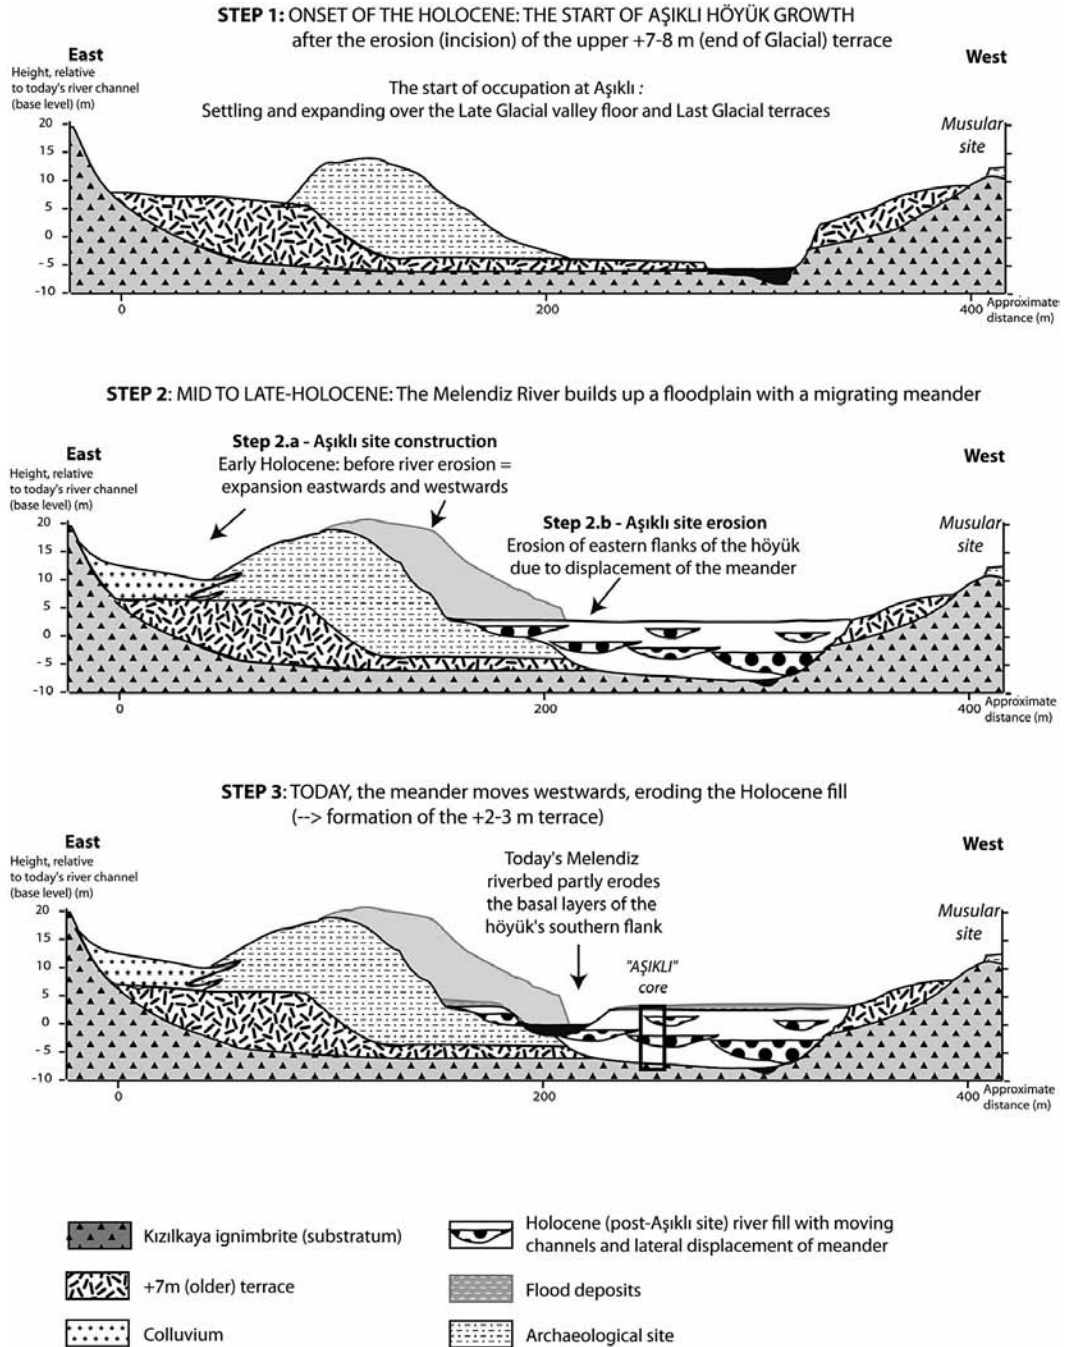 STEP 1: ONSET OF THE HOLOCENE: THE START OF AŞIKLI HÖYÜK GROWTH
after the erosion (incision) of the upper +7-8 m (end of Glacial) terrace
East
West
Height, relative
to today's river channel
(base level) (m)
The start of occupation at Aşıklı :
Settling and expanding over the Late Glacial valley floor and Last Glacial terraces
Musular
site
20
15
10
5
0
-5
-10
0
200
400
Approximate
distance (m)
STEP 2: MID TO LATE-HOLOCENE: The Melendiz River builds up a floodplain with a migrating meander
East
West
Height, relative
to today's river channel
(base level) (m)
Step 2.a - Aşıklı site construction
Early Holocene: before river erosion =
expansion eastwards and westwards
Step 2.b - Aşıklı site erosion
Erosion of eastern flanks of the höyük
due to displacement of the meander
Musular
site
20
15
10
5
0
-5
-10
0
200
400
Approximate
distance (m)
STEP 3: TODAY, the meander moves westwards, eroding the Holocene fill
(--> formation of the +2-3 m terrace)
East
West
Height, relative
to today's river channel
(base level) (m)
Today's Melendiz
riverbed partly erodes
the basal layers of the
höyük's southern flank
"AŞIKLI"
core
Musular
site
20
15
10
5
0
-5
-10
0
200
400
Approximate
distance (m)
Kızılkaya ignimbrite (substratum)
+7m (older) terrace
Colluvium
Holocene (post-Aşıklı site) river fill with moving
channels and lateral displacement of meander
Flood deposits
Archaeological site